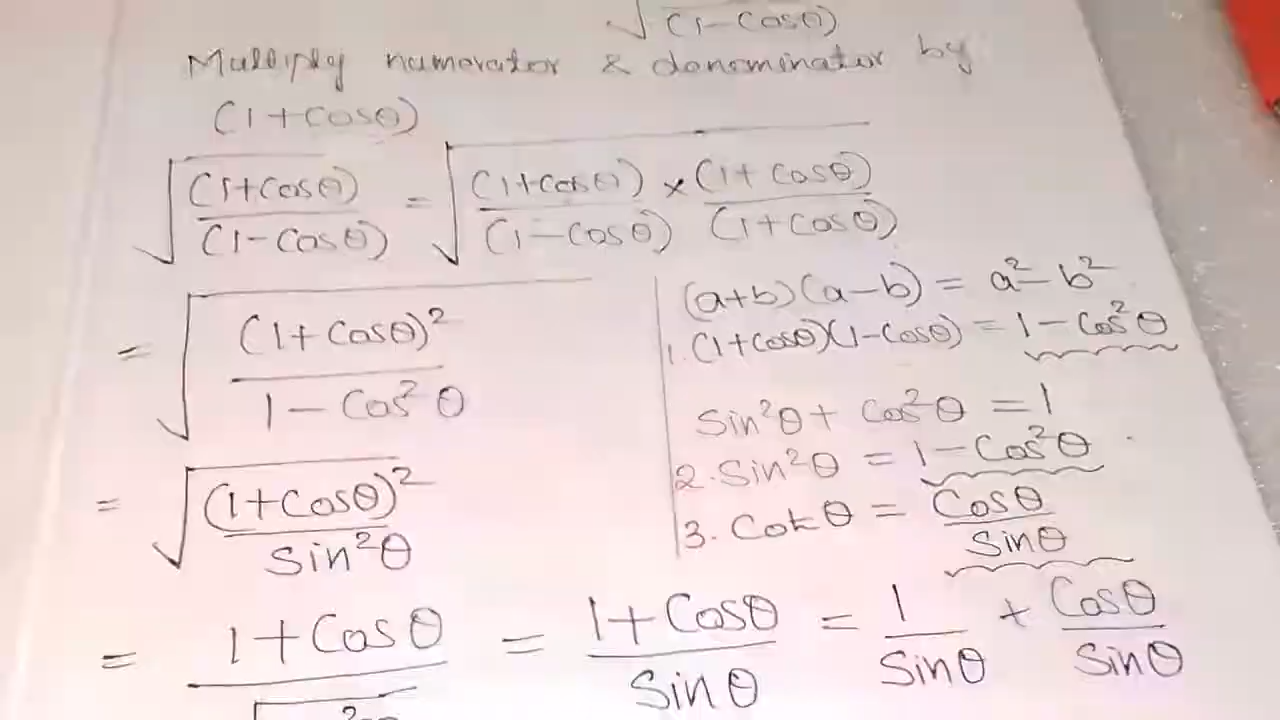 √(1-Cosθ)
Multiply numerator & denominator by
(1+Cosθ)
√((1+Cosθ)/(1-Cosθ)) = √((1+Cosθ)/(1-Cosθ) × (1+Cosθ)/(1+Cosθ))
= √((1+Cosθ)²/(1-Cos²θ))
= √((1+Cosθ)²/Sin²θ)
(a+b)(a-b) = a²-b²
1. (1+Cosθ)(1-Cosθ) = 1-Cos²θ
Sin²θ + Cos²θ = 1
2. Sin²θ = 1-Cos²θ
3. Cotθ = Cosθ/Sinθ
= 1+Cosθ = (1+Cosθ)/Sinθ = 1/Sinθ + Cosθ/Sinθ